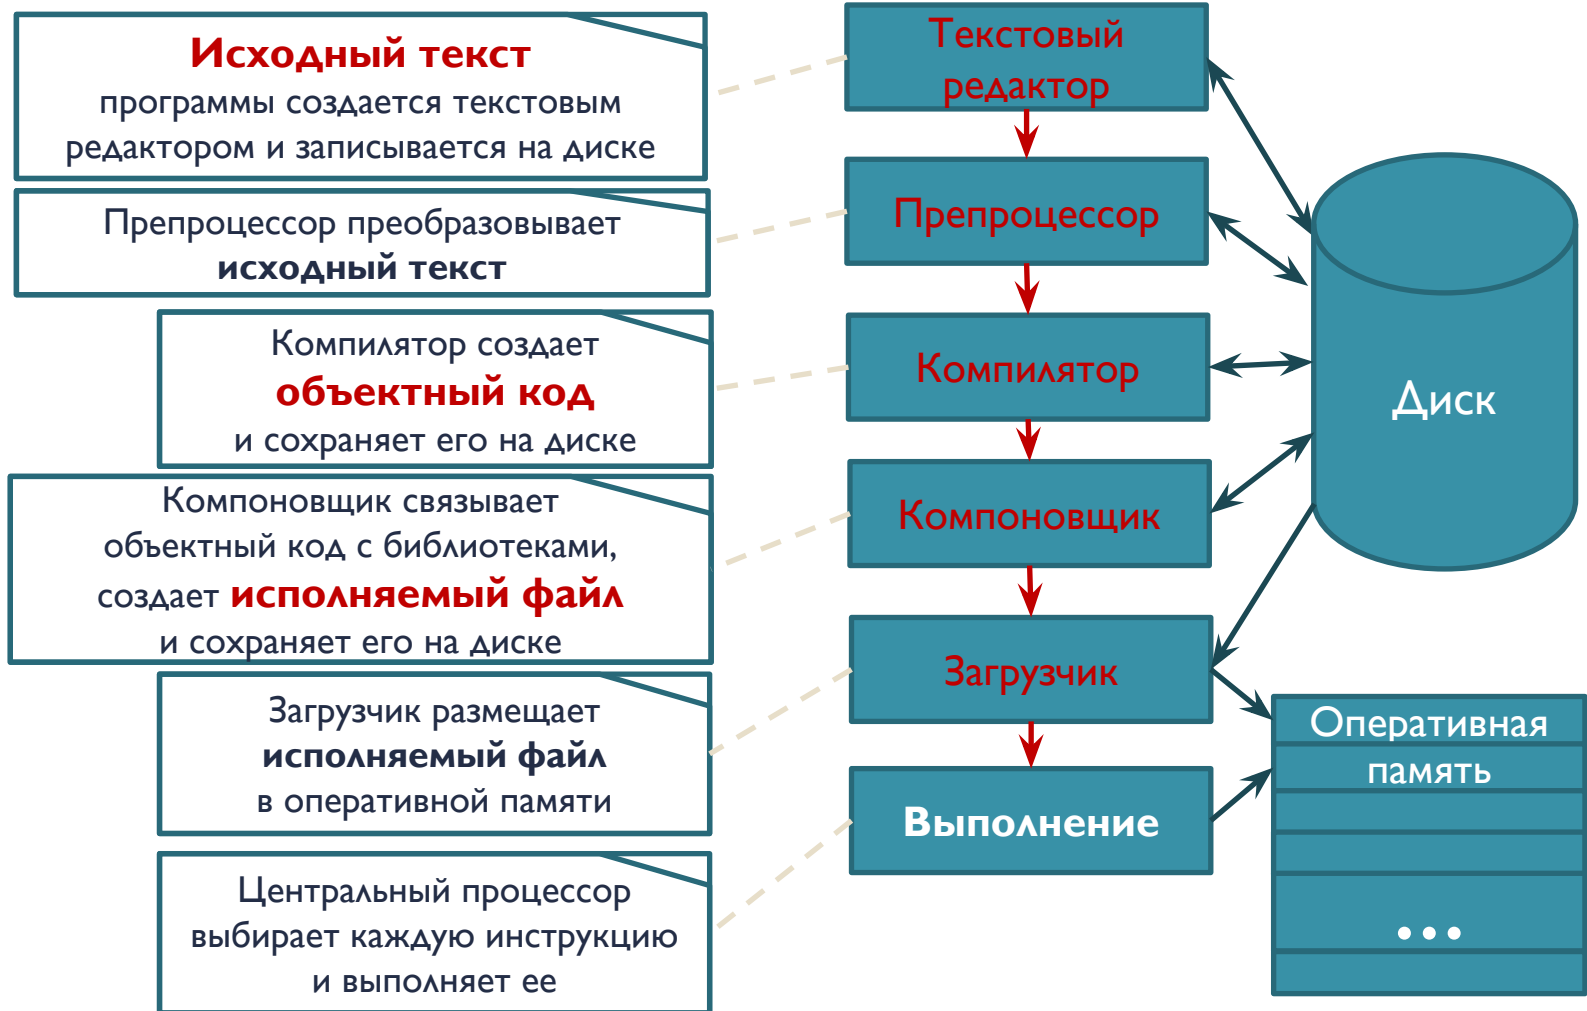 Исходный текст
программы создается текстовым
редактором и записывается на диске
Препроцессор преобразовывает
исходный текст
Компилятор создает
объектный код
и сохраняет его на диске
Компоновщик связывает
объектный код с библиотеками,
создает исполняемый файл
и сохраняет его на диске
Загрузчик размещает
исполняемый файл
в оперативной памяти
Центральный процессор
выбирает каждую инструкцию
и выполняет ее
Текстовый
редактор
Препроцессор
Компилятор
Компоновщик
Загрузчик
Выполнение
Диск
Оперативная
память
...